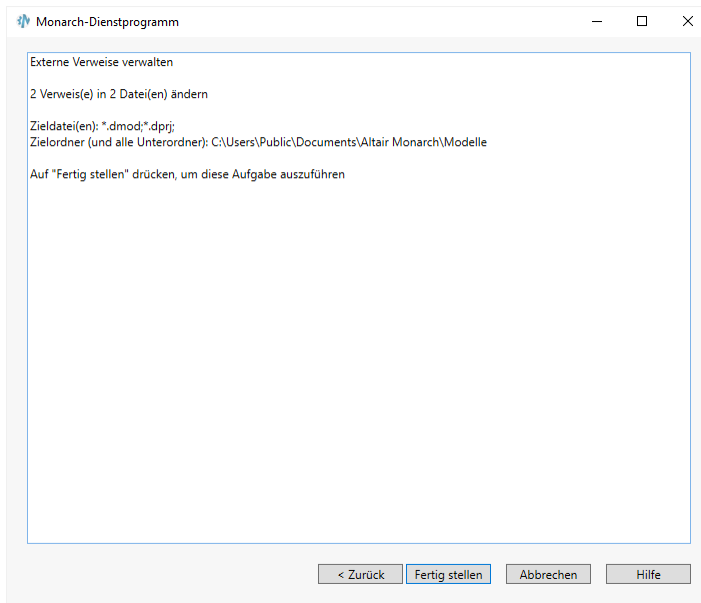 Monarch-Dienstprogramm
Externe Verweise verwalten
2 Verweis(e) in 2 Datei(en) ändern
Zieldatei(en): *.dmod;*.dprj;
Zielordner (und alle Unterordner): C:\Users\Public\Documents\Altair Monarch\Modelle
Auf "Fertig stellen" drücken, um diese Aufgabe auszuführen
< Zurück Fertig stellen Abbrechen Hilfe